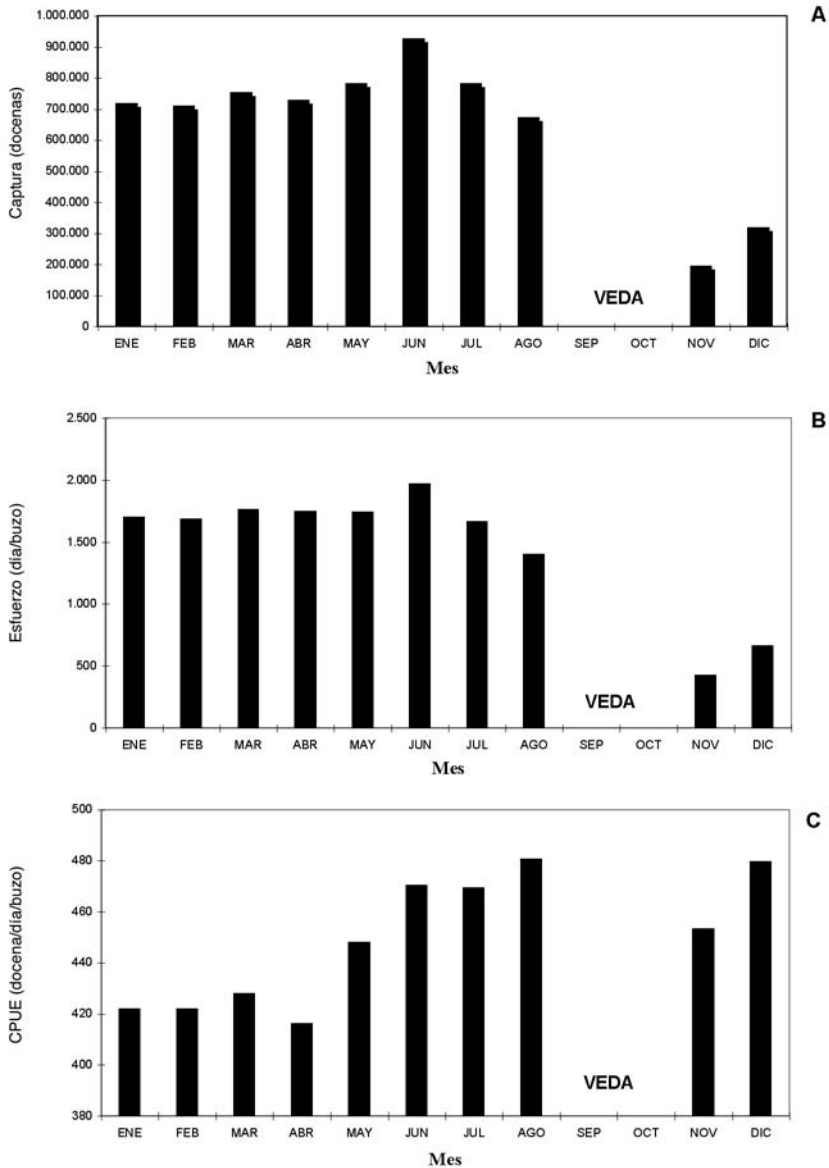 A
Captura (docenas)
1.000.000
900.000
800.000
700.000
600.000
500.000
400.000
300.000
200.000
100.000
0
VEDA
ENE FEB MAR ABR MAY JUN JUL AGO SEP OCT NOV DIC
Mes
B
Esfuerzo (día/buzo)
2.500
2.000
1.500
1.000
500
0
VEDA
ENE FEB MAR ABR MAY JUN JUL AGO SEP OCT NOV DIC
Mes
C
CPUE (docena/día/buzo)
500
480
460
440
420
400
380
VEDA
ENE FEB MAR ABR MAY JUN JUL AGO SEP OCT NOV DIC
Mes